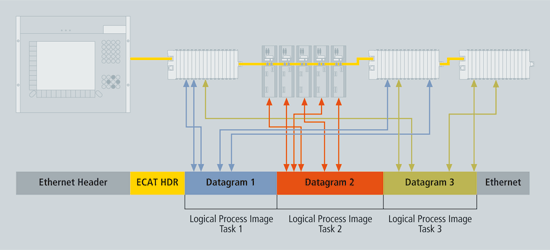 Ethernet Header
ECAT HDR
Datagram 1
Datagram 2
Datagram 3
Ethernet
Logical Process Image
Task 1
Logical Process Image
Task 2
Logical Process Image
Task 3